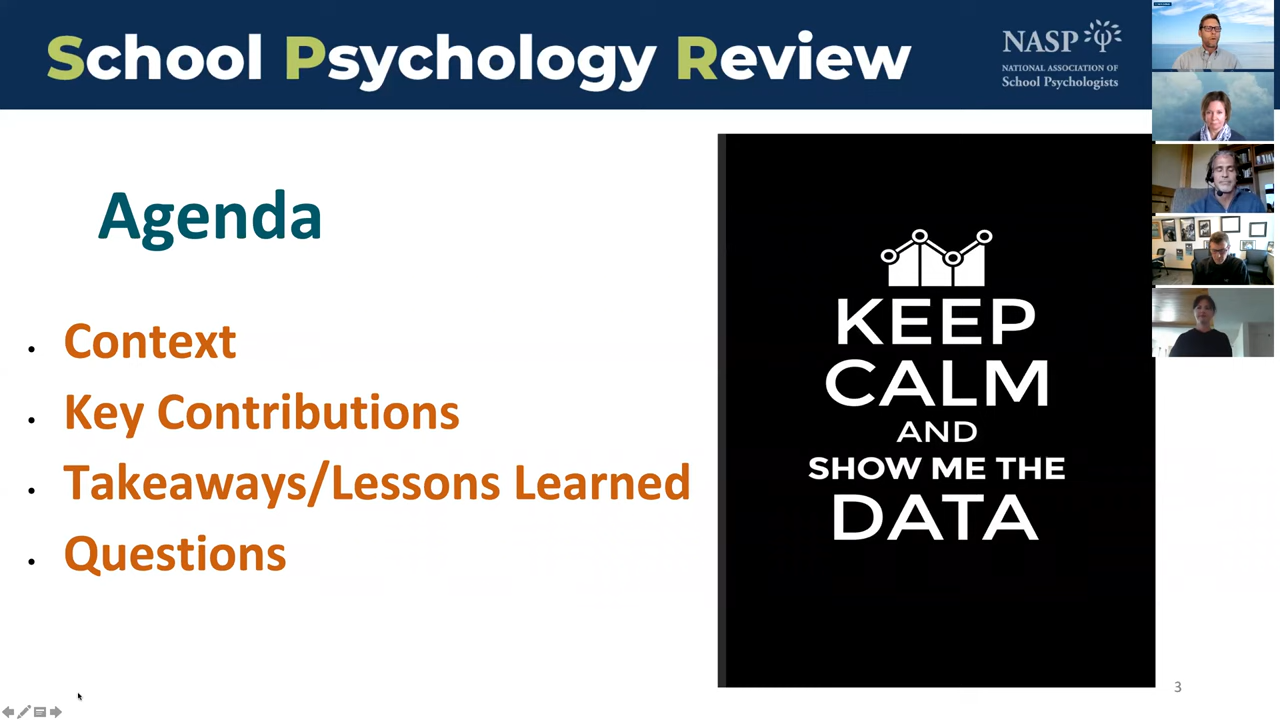 School Psychology Review
NASP
NATIONAL ASSOCIATION OF
School Psychologists
Agenda
• Context
• Key Contributions
• Takeaways/Lessons Learned
• Questions
KEEP
CALM
AND
SHOW ME THE
DATA
3